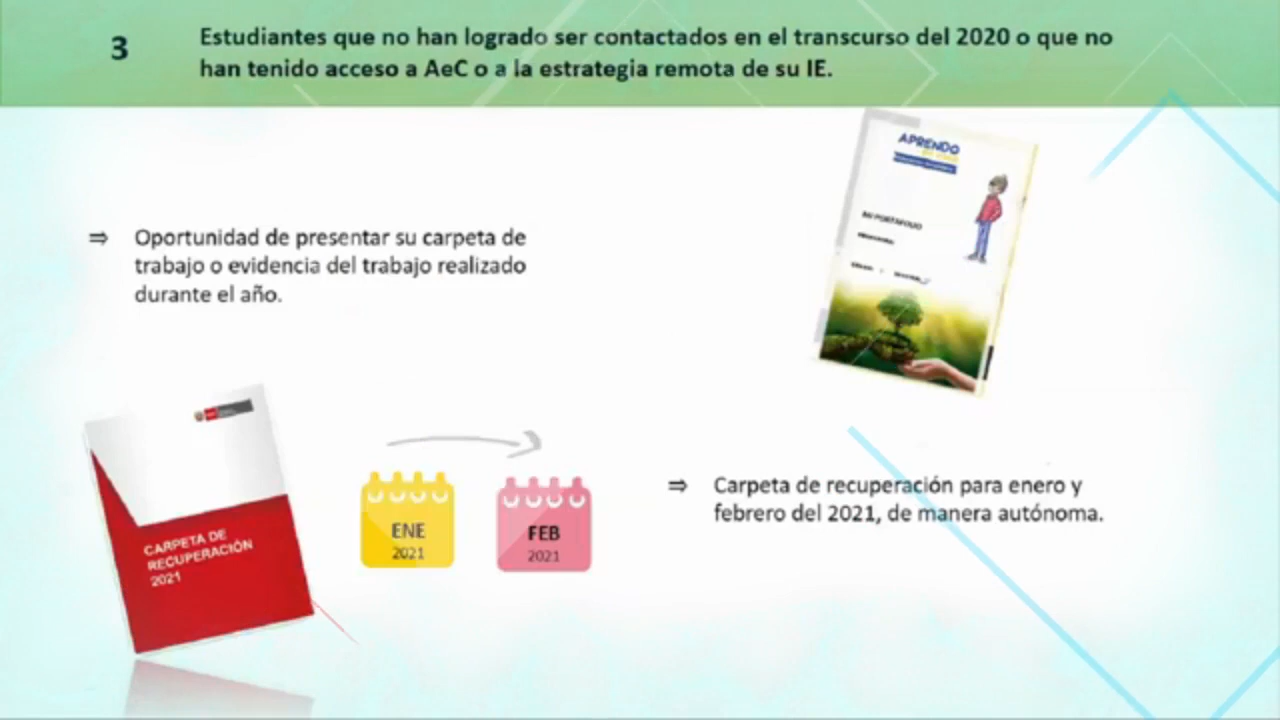 3
Estudiantes que no han logrado ser contactados en el transcurso del 2020 o que no
han tenido acceso a AeC o a la estrategia remota de su IE.
APRENDO
MI PORTAFOLIO
⇒ Oportunidad de presentar su carpeta de
trabajo o evidencia del trabajo realizado
durante el año.
CARPETA DE
RECUPERACIÓN
2021
ENE
2021
FEB
2021
⇒ Carpeta de recuperación para enero y
febrero del 2021, de manera autónoma.